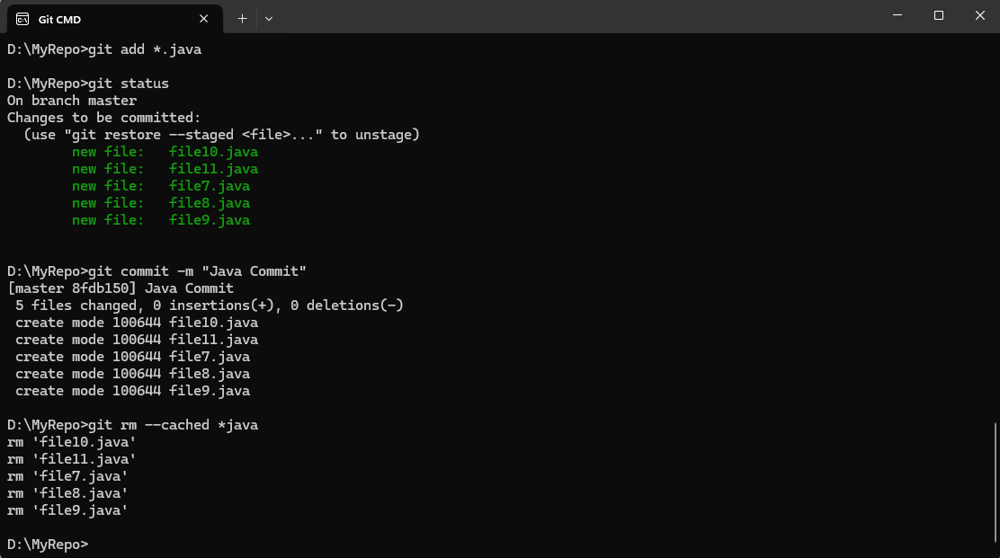 Git CMD
D:\MyRepo>git add *.java
D:\MyRepo>git status
On branch master
Changes to be committed:
  (use "git restore --staged <file>..." to unstage)
        new file:   file10.java
        new file:   file11.java
        new file:   file7.java
        new file:   file8.java
        new file:   file9.java
D:\MyRepo>git commit -m "Java Commit"
[master 8fdb150] Java Commit
 5 files changed, 0 insertions(+), 0 deletions(-)
 create mode 100644 file10.java
 create mode 100644 file11.java
 create mode 100644 file7.java
 create mode 100644 file8.java
 create mode 100644 file9.java
D:\MyRepo>git rm --cached *java
rm 'file10.java'
rm 'file11.java'
rm 'file7.java'
rm 'file8.java'
rm 'file9.java'
D:\MyRepo>